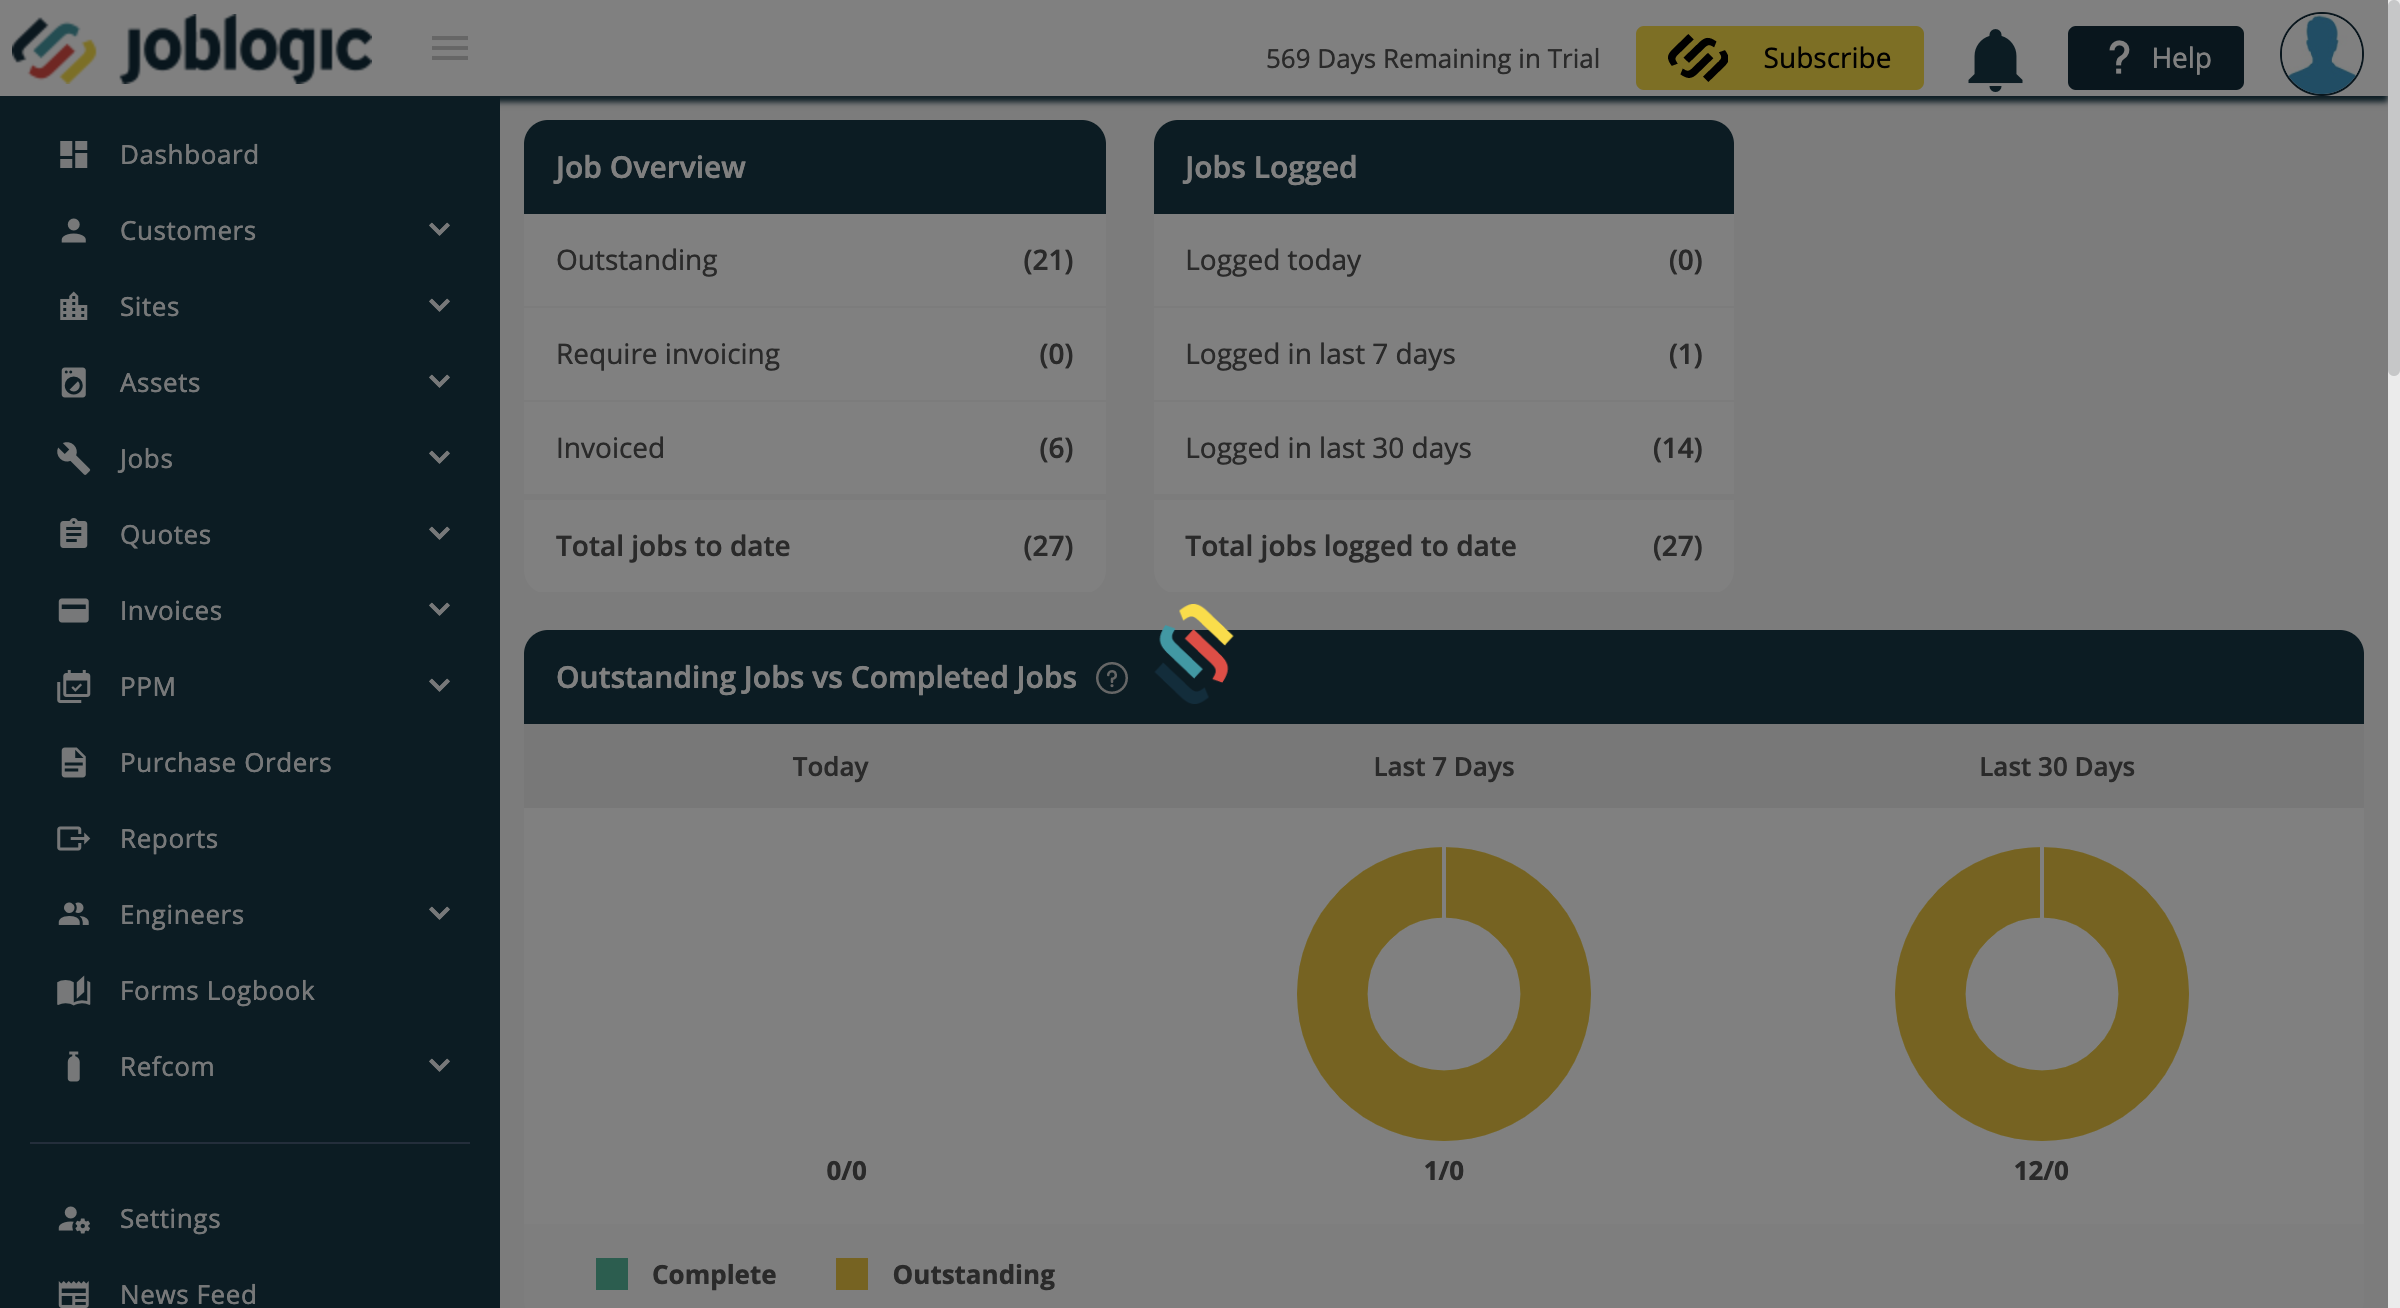 joblogic
569 Days Remaining in Trial
Subscribe
? Help
Dashboard
Customers
Sites
Assets
Jobs
Quotes
Invoices
PPM
Purchase Orders
Reports
Engineers
Forms Logbook
Refcom
Settings
News Feed
Job Overview
Outstanding (21)
Require invoicing (0)
Invoiced (6)
Total jobs to date (27)
Jobs Logged
Logged today (0)
Logged in last 7 days (1)
Logged in last 30 days (14)
Total jobs logged to date (27)
Outstanding Jobs vs Completed Jobs ?
Today Last 7 Days Last 30 Days
0/0 1/0 12/0
Complete Outstanding